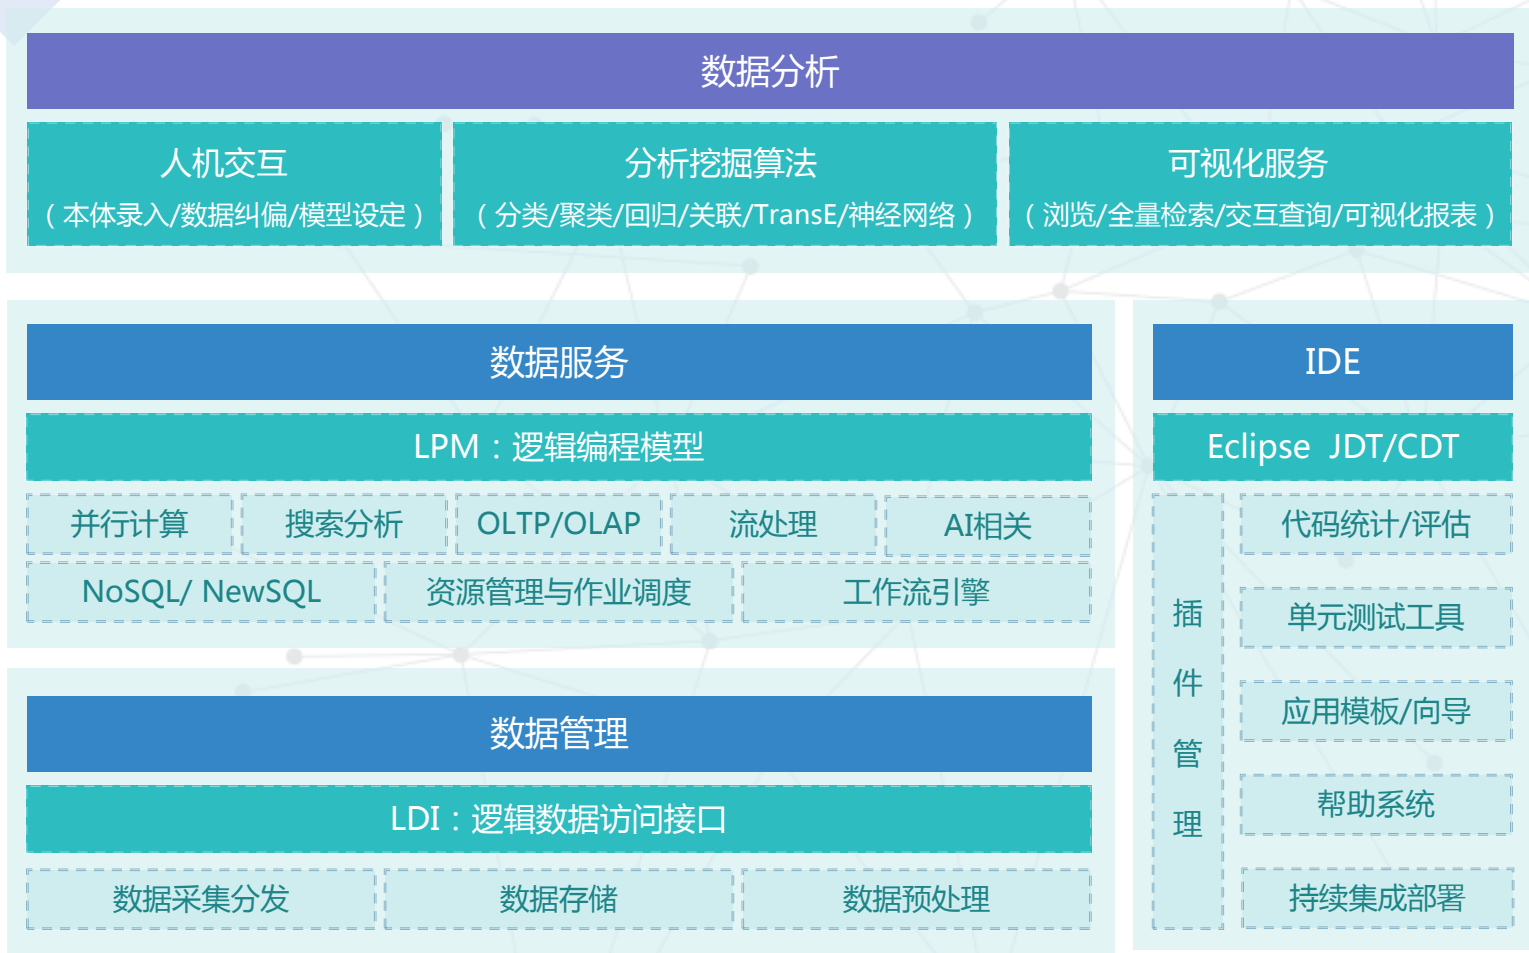 数据分析
人机交互
（本体录入/数据纠偏/模型设定）
分析挖掘算法
（分类/聚类/回归/关联/TransE/神经网络）
可视化服务
（浏览/全量检索/交互查询/可视化报表）
数据服务
LPM：逻辑编程模型
并行计算
搜索分析
OLTP/OLAP
流处理
AI相关
NoSQL/ NewSQL
资源管理与作业调度
工作流引擎
数据管理
LDI：逻辑数据访问接口
数据采集分发
数据存储
数据预处理
IDE
Eclipse JDT/CDT
插
件
管
理
代码统计/评估
单元测试工具
应用模板/向导
帮助系统
持续集成部署